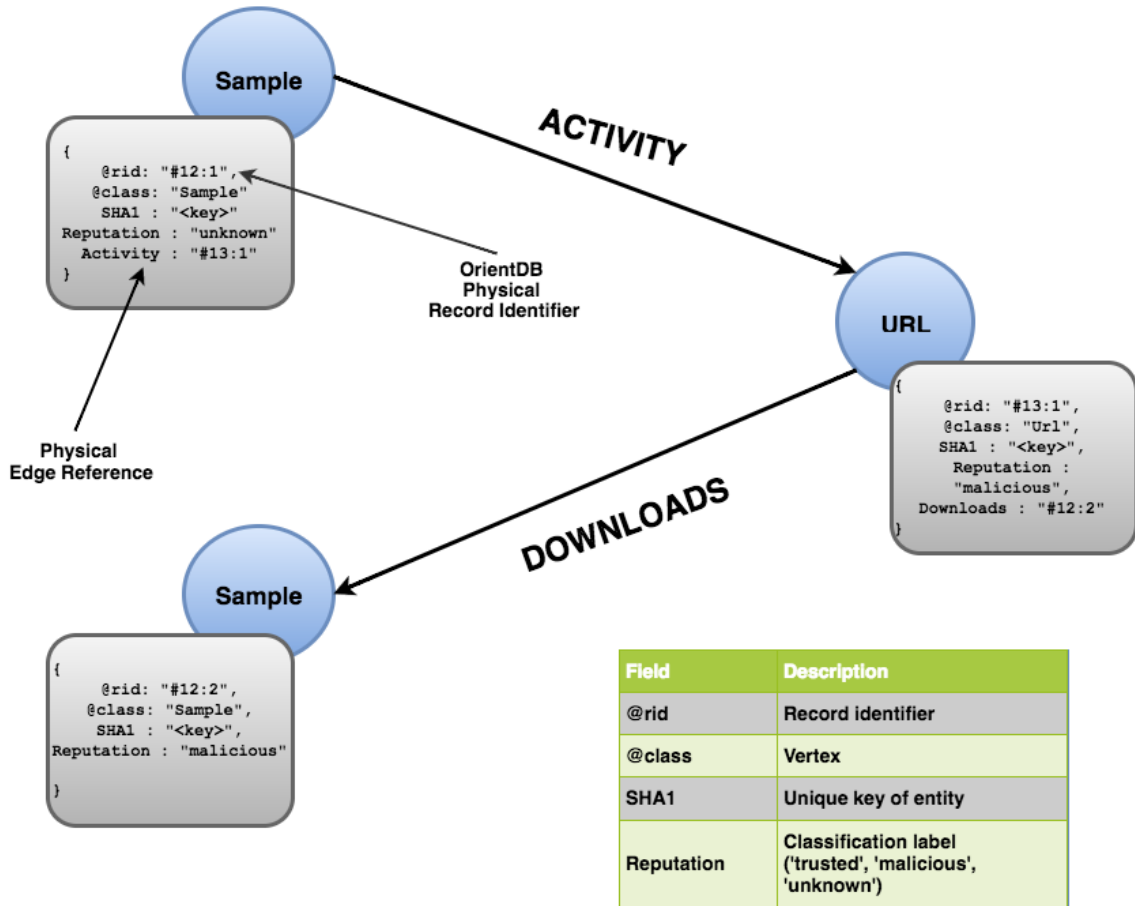 Sample
{
@rid: "#12:1",
@class: "Sample"
SHA1 : "<key>"
Reputation : "unknown"
Activity : "#13:1"
}
ACTIVITY
OrientDB
Physical
Record Identifier
Physical
Edge Reference
URL
{
@rid: "#13:1",
@class: "Url",
SHA1 : "<key>",
Reputation :
"malicious",
Downloads : "#12:2"
}
DOWNLOADS
Sample
{
@rid: "#12:2",
@class: "Sample",
SHA1 : "<key>",
Reputation : "malicious"
}
Field Description
@rid Record identifier
@class Vertex
SHA1 Unique key of entity
Reputation Classification label
('trusted', 'malicious',
'unknown')